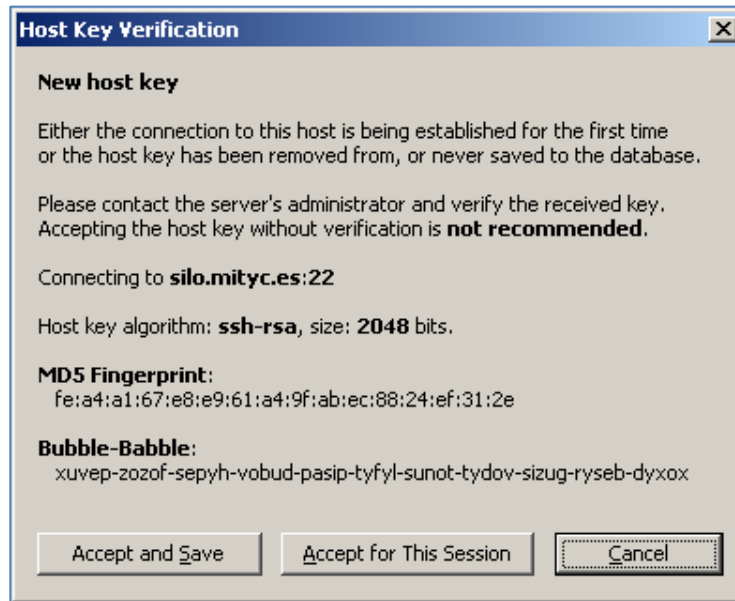 Host Key Verification
New host key
Either the connection to this host is being established for the first time
or the host key has been removed from, or never saved to the database.
Please contact the server's administrator and verify the received key.
Accepting the host key without verification is not recommended.
Connecting to silo.mityc.es:22
Host key algorithm: ssh-rsa, size: 2048 bits.
MD5 Fingerprint:
fe:a4:a1:67:e8:e9:61:a4:9f:ab:ec:88:24:ef:31:2e
Bubble-Babble:
xuvep-zozof-sepyh-vobud-pasip-tyfyl-sunot-tydov-sizug-ryseb-dyxox
Accept and Save Accept for This Session Cancel